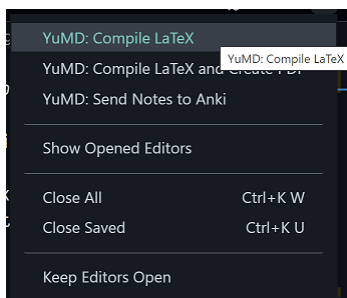 YuMD: Compile LaTeX
YuMD: Compile LaTeX
YuMD: Compile LaTeX and Create PDF
YuMD: Send Notes to Anki
Show Opened Editors
Close All Ctrl+K W
Close Saved Ctrl+K U
Keep Editors Open